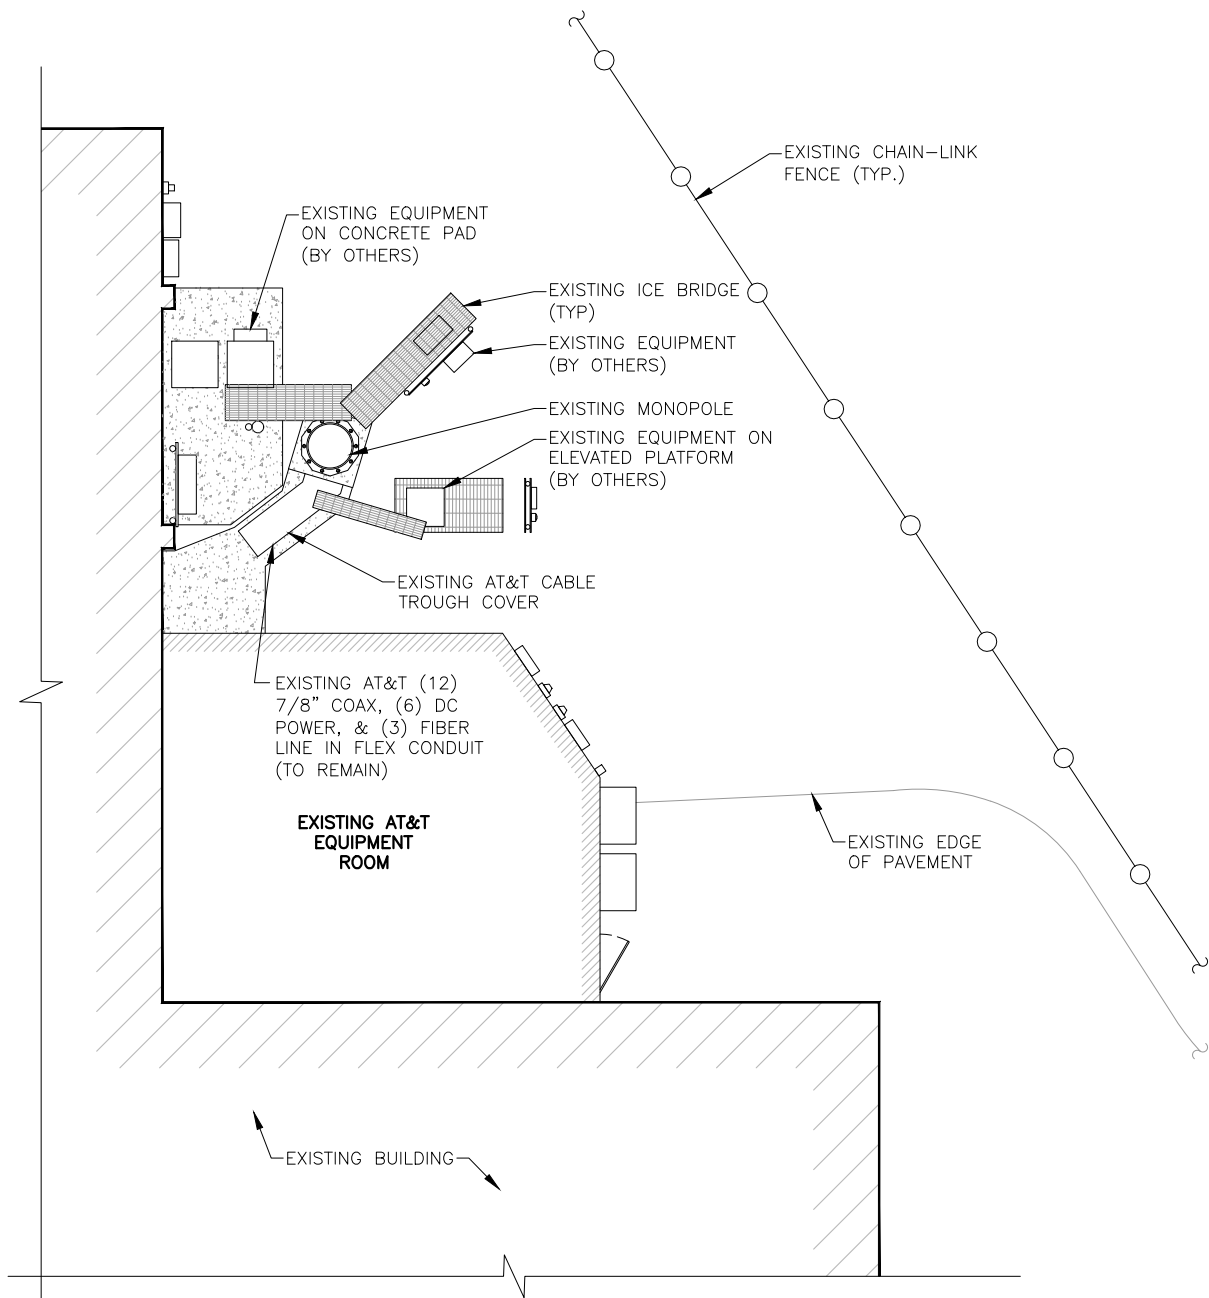 EXISTING CHAIN-LINK
FENCE (TYP.)
EXISTING EQUIPMENT
ON CONCRETE PAD
(BY OTHERS)
EXISTING ICE BRIDGE
(TYP)
EXISTING EQUIPMENT
(BY OTHERS)
EXISTING MONOPOLE
EXISTING EQUIPMENT ON
ELEVATED PLATFORM
(BY OTHERS)
EXISTING AT&T CABLE
TROUGH COVER
EXISTING AT&T (12)
7/8" COAX, (6) DC
POWER, & (3) FIBER
LINE IN FLEX CONDUIT
(TO REMAIN)
EXISTING AT&T
EQUIPMENT
ROOM
EXISTING EDGE
OF PAVEMENT
EXISTING BUILDING